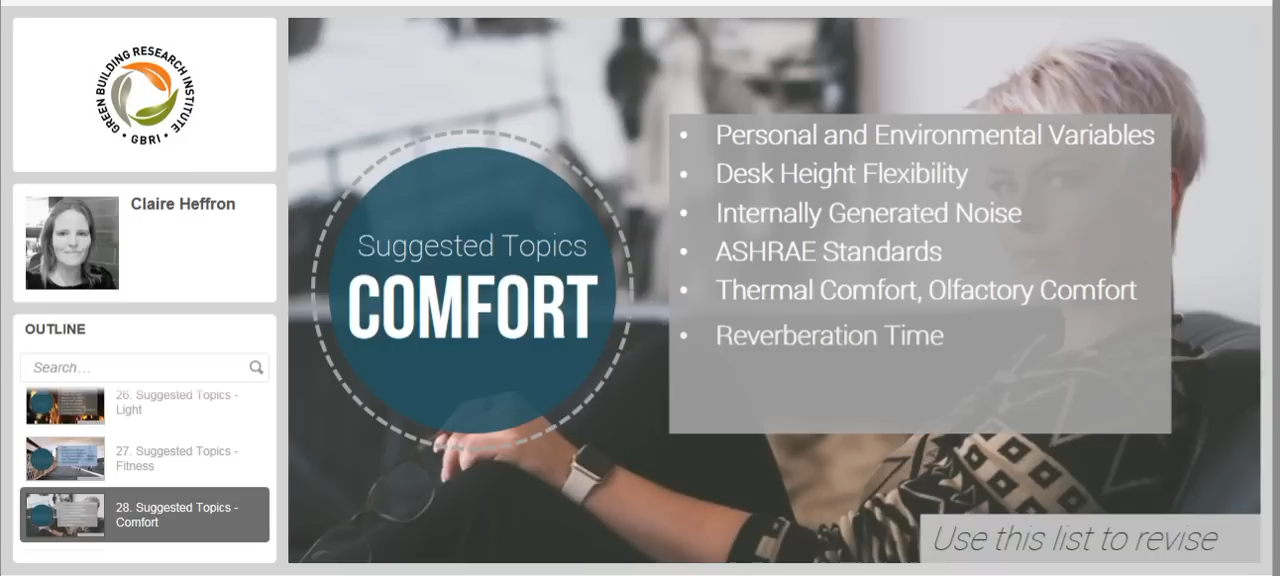 GREEN BUILDING RESEARCH INSTITUTE
• GBRI •
Claire Heffron
OUTLINE
Search...
26. Suggested Topics -
Light
27. Suggested Topics -
Fitness
28. Suggested Topics -
Comfort
Suggested Topics
COMFORT
• Personal and Environmental Variables
• Desk Height Flexibility
• Internally Generated Noise
• ASHRAE Standards
• Thermal Comfort, Olfactory Comfort
• Reverberation Time
Use this list to revise